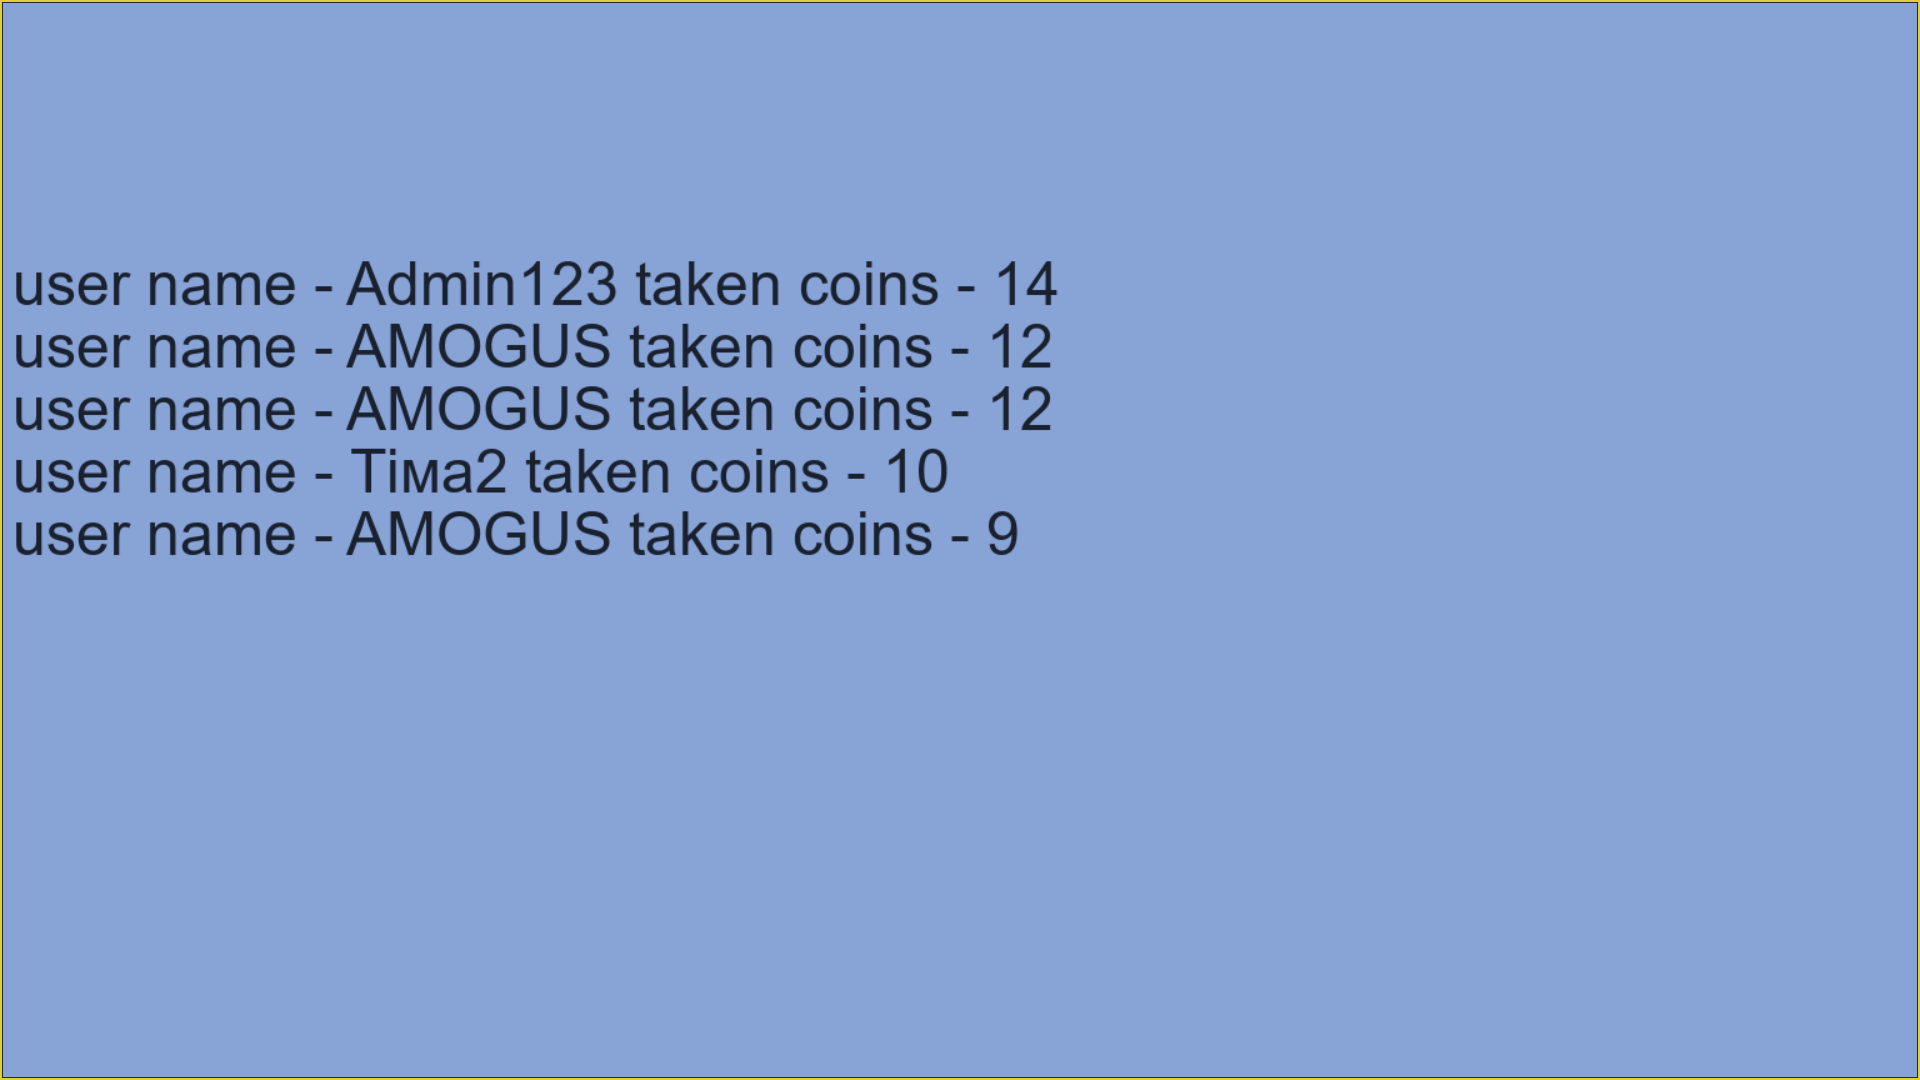 user name - Admin123 taken coins - 14
user name - AMOGUS taken coins - 12
user name - AMOGUS taken coins - 12
user name - Тіма2 taken coins - 10
user name - AMOGUS taken coins - 9